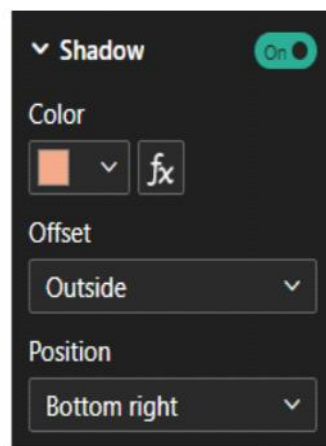 Shadow On
Color
fx
Offset
Outside
Position
Bottom right